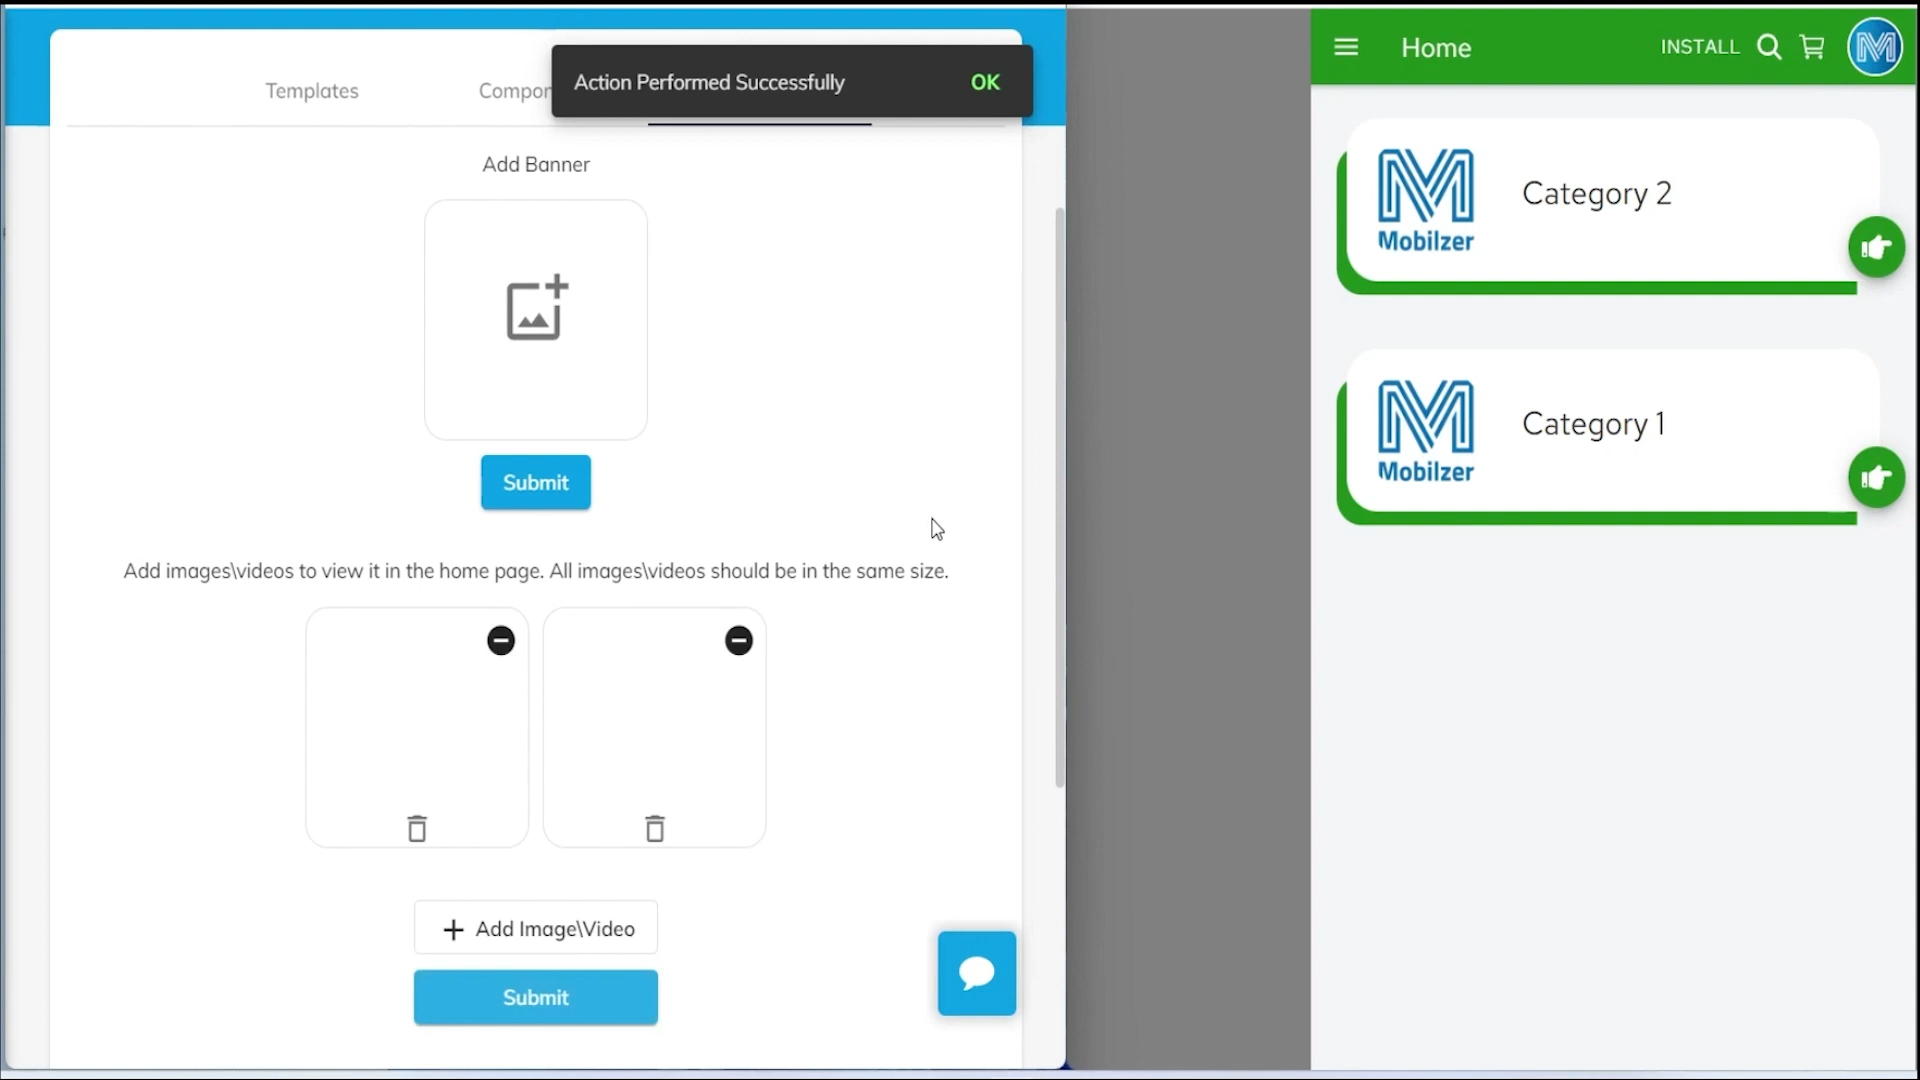 Templates
Compon
Action Performed Successfully
OK
Add Banner
Submit
Add images\videos to view it in the home page. All images\videos should be in the same size.
Add Image\Video
Submit
Home
INSTALL
Mobilzer
Category 2
Mobilzer
Category 1